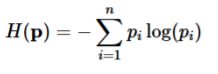 H(p) = − ∑_{i=1}^{n} p_i log(p_i)